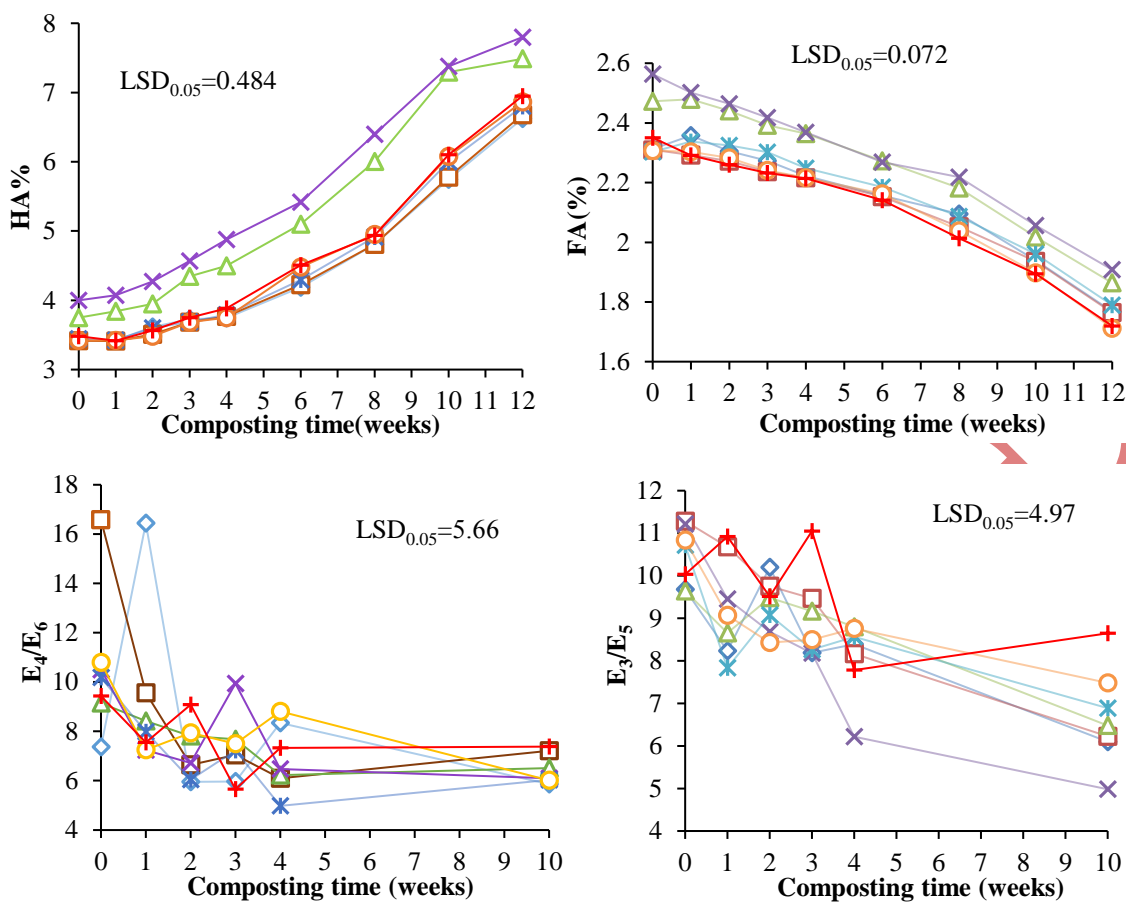 HA%
8
7
6
5
4
3
LSD0.05=0.484
0 1 2 3 4 5 6 7 8 9 10 11 12
Composting time(weeks)
FA(%)
2.6
2.4
2.2
2
1.8
1.6
LSD0.05=0.072
0 1 2 3 4 5 6 7 8 9 10 11 12
Composting time (weeks)
E4/E6
18
16
14
12
10
8
6
4
LSD0.05=5.66
0 1 2 3 4 5 6 7 8 9 10
Composting time (weeks)
E3/E5
12
11
10
9
8
7
6
5
4
LSD0.05=4.97
0 1 2 3 4 5 6 7 8 9 10
Composting time (weeks)